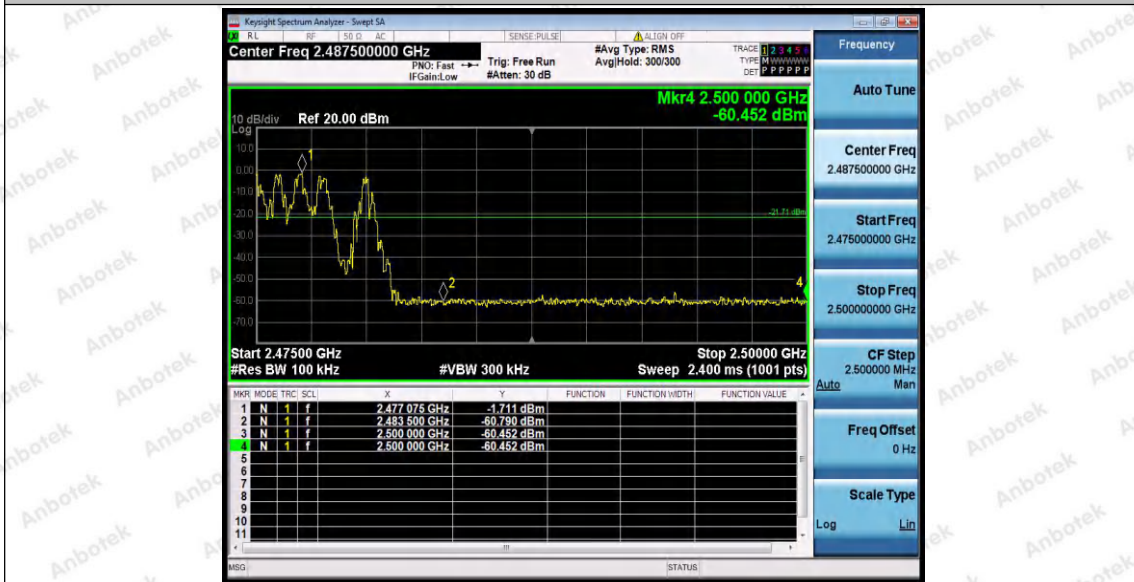 Keysight Spectrum Analyzer - Swept SA
RL RF 50 Ω AC SENSE:PULSE ALIGN OFF
Center Freq 2.487500000 GHz
PNO: Fast Trig: Free Run
IFGain:Low #Atten: 30 dB
#Avg Type: RMS
Avg|Hold: 300/300
TRACE 1 2 3 4 5 6
TYPE M WWWWW
DET P P P P P P
Mkr4 2.500 000 GHz
-60.452 dBm
10 dB/div Ref 20.00 dBm
Log
10.0
0.00
-10.0
-20.0
-30.0
-40.0
-50.0
-60.0
-70.0
1
2
4
-21.71 dBm
Start 2.47500 GHz Stop 2.50000 GHz
#Res BW 100 kHz #VBW 300 kHz Sweep 2.400 ms (1001 pts)
MKR MODE TRC SCL X Y FUNCTION FUNCTION WIDTH FUNCTION VALUE
1 N 1 f 2.477 075 GHz -1.711 dBm
2 N 1 f 2.483 500 GHz -60.790 dBm
3 N 1 f 2.500 000 GHz -60.452 dBm
4 N 1 f 2.500 000 GHz -60.452 dBm
5
6
7
8
9
10
11
MSG STATUS
Frequency
Auto Tune
Center Freq
2.487500000 GHz
Start Freq
2.475000000 GHz
Stop Freq
2.500000000 GHz
CF Step
2.500000 MHz
Auto Man
Freq Offset
0 Hz
Scale Type
Log Lin
Anbotek